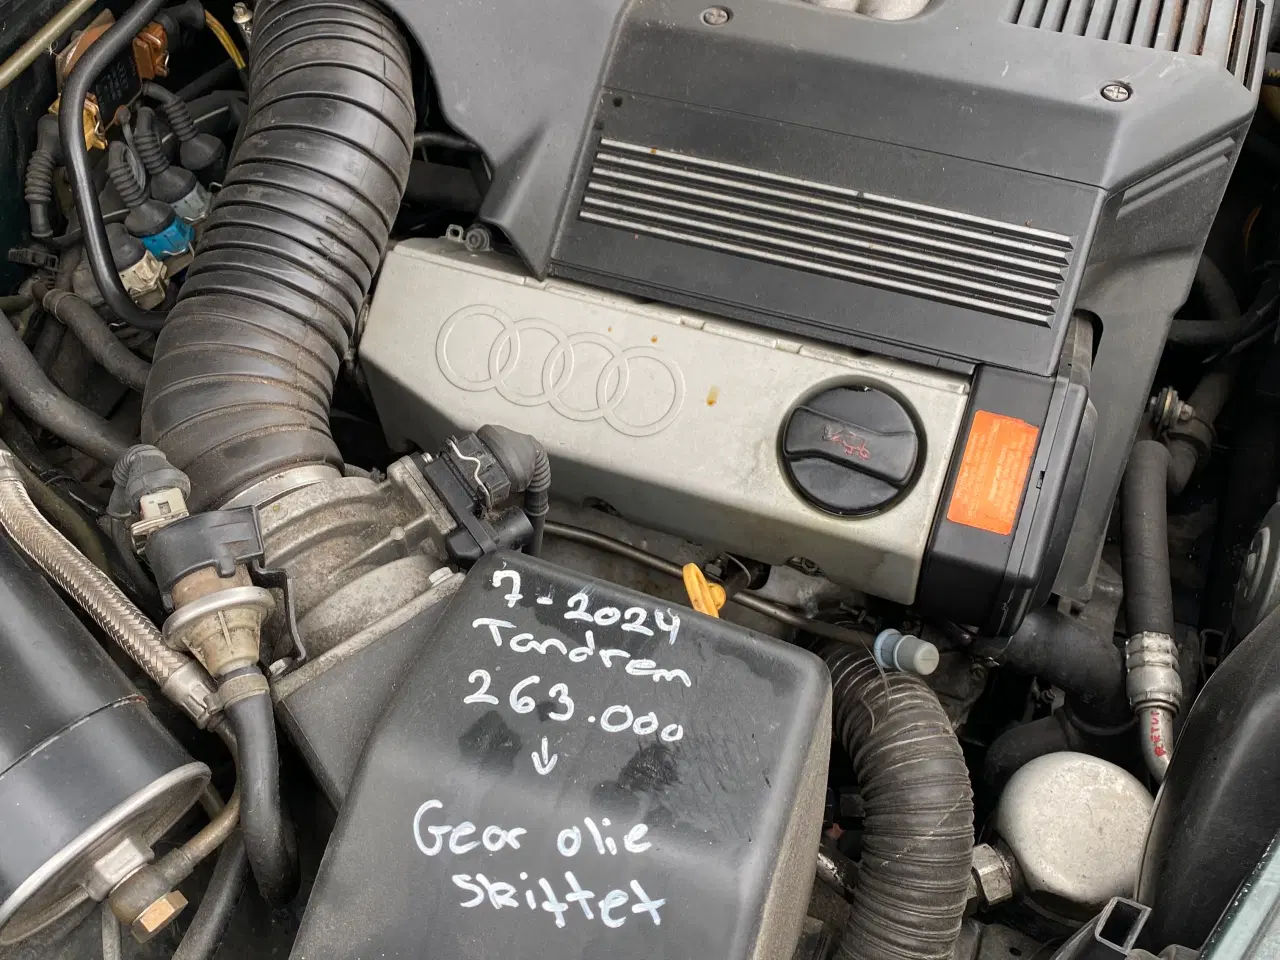 7-2024
Tandrem
263.000
↓
Gear olie
skiftet